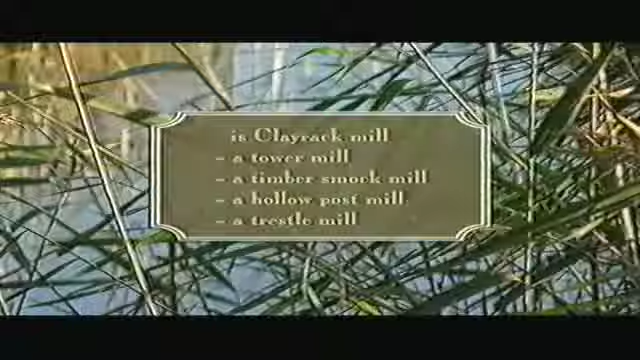 is Clayrack mill
- a tower mill
- a timber smock mill
- a hollow post mill
- a trestle mill